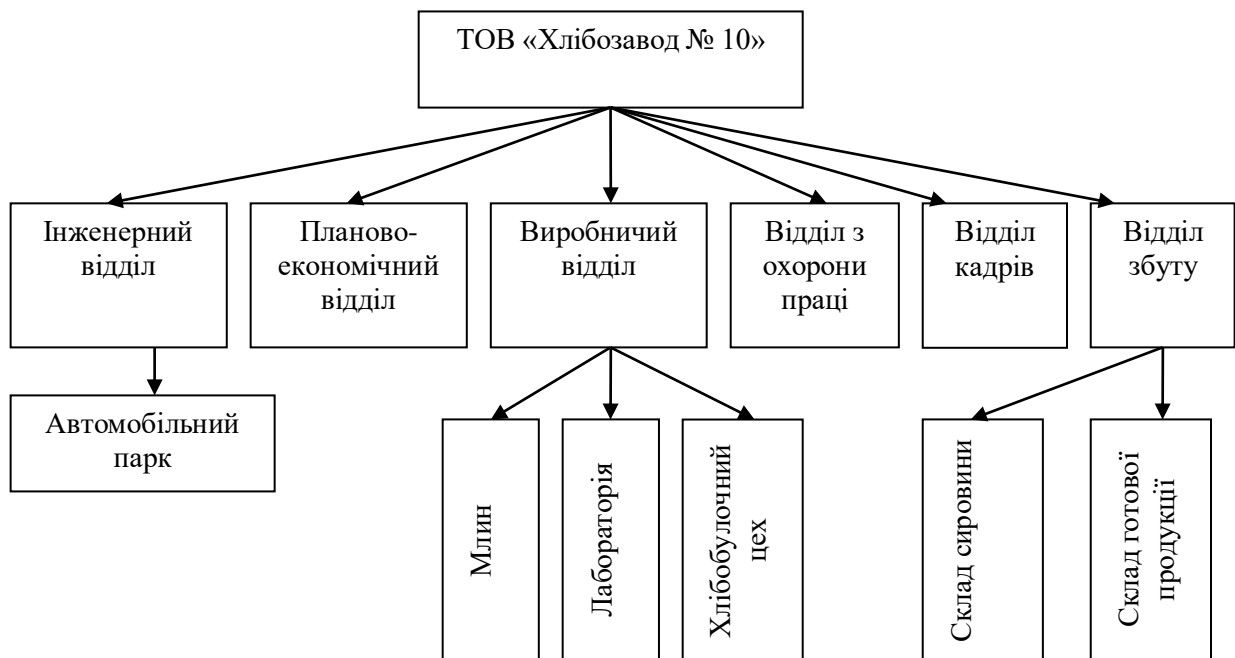 ТОВ «Хлібозавод № 10»
Інженерний
відділ
Планово-
економічний
відділ
Виробничий
відділ
Відділ з
охорони
праці
Відділ
кадрів
Відділ
збуту
Автомобільний
парк
Млин
Лабораторія
Хлібобулочний
цех
Склад сировини
Склад готової
продукції